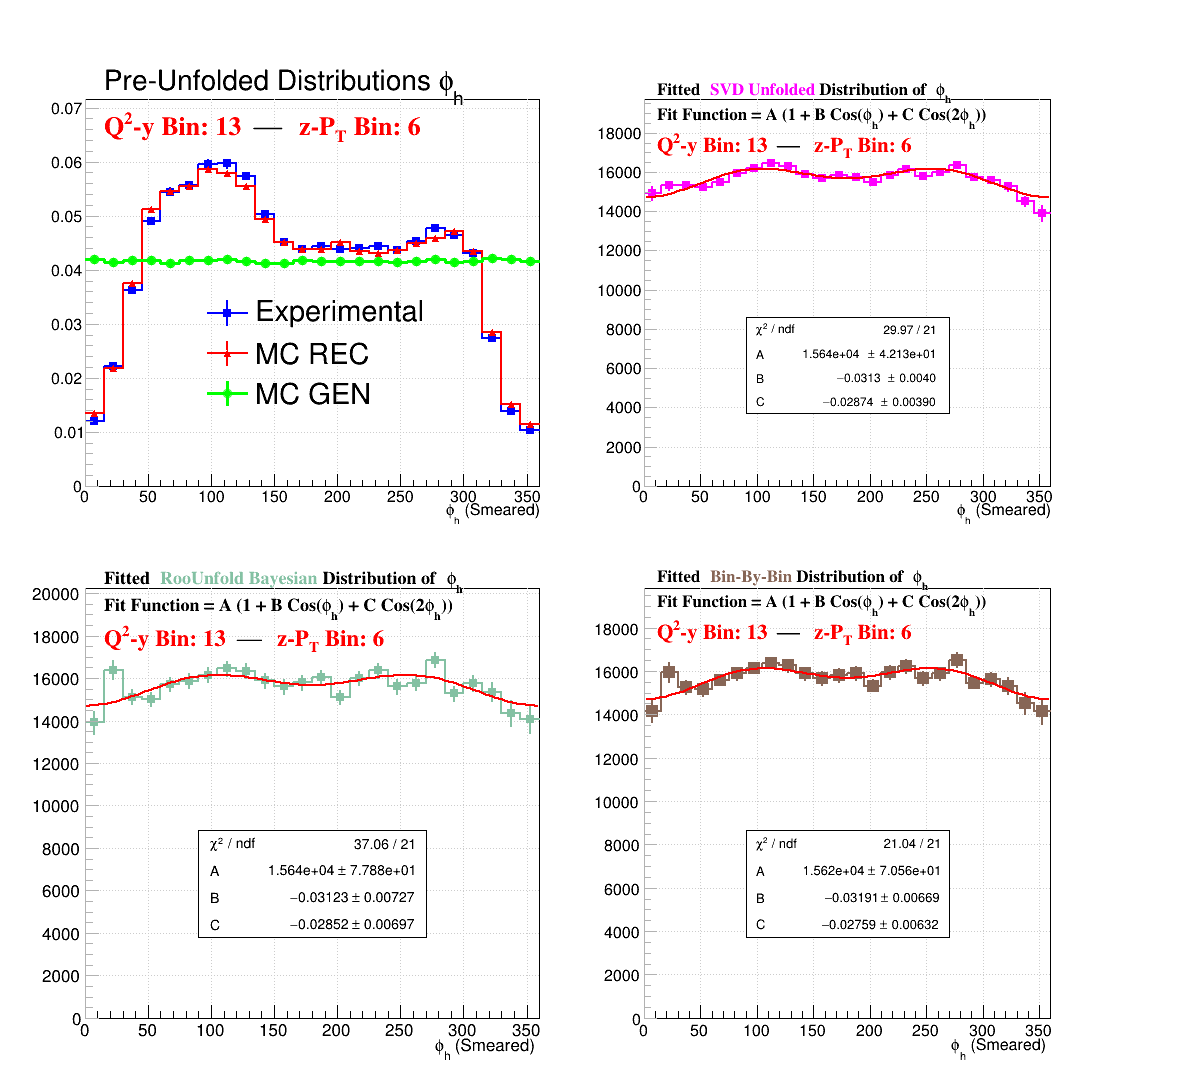 Pre-Unfolded Distributions ϕh
Q²-y Bin: 13 — z-PT Bin: 6
0.07
0.06
0.05
0.04
0.03
0.02
0.01
0
Experimental
MC REC
MC GEN
0 50 100 150 200 250 300 350
ϕh (Smeared)
Fitted SVD Unfolded Distribution of ϕh
Fit Function = A (1 + B Cos(ϕh) + C Cos(2ϕh))
Q²-y Bin: 13 — z-PT Bin: 6
18000
16000
14000
12000
10000
8000
6000
4000
2000
0
χ² / ndf 29.97 / 21
A 1.564e+04 ± 4.213e+01
B −0.0313 ± 0.0040
C −0.02874 ± 0.00390
0 50 100 150 200 250 300 350
ϕh (Smeared)
Fitted RooUnfold Bayesian Distribution of ϕh
Fit Function = A (1 + B Cos(ϕh) + C Cos(2ϕh))
Q²-y Bin: 13 — z-PT Bin: 6
20000
18000
16000
14000
12000
10000
8000
6000
4000
2000
0
χ² / ndf 37.06 / 21
A 1.564e+04 ± 7.788e+01
B −0.03123 ± 0.00727
C −0.02852 ± 0.00697
0 50 100 150 200 250 300 350
ϕh (Smeared)
Fitted Bin-By-Bin Distribution of ϕh
Fit Function = A (1 + B Cos(ϕh) + C Cos(2ϕh))
Q²-y Bin: 13 — z-PT Bin: 6
18000
16000
14000
12000
10000
8000
6000
4000
2000
0
χ² / ndf 21.04 / 21
A 1.562e+04 ± 7.056e+01
B −0.03191 ± 0.00669
C −0.02759 ± 0.00632
0 50 100 150 200 250 300 350
ϕh (Smeared)